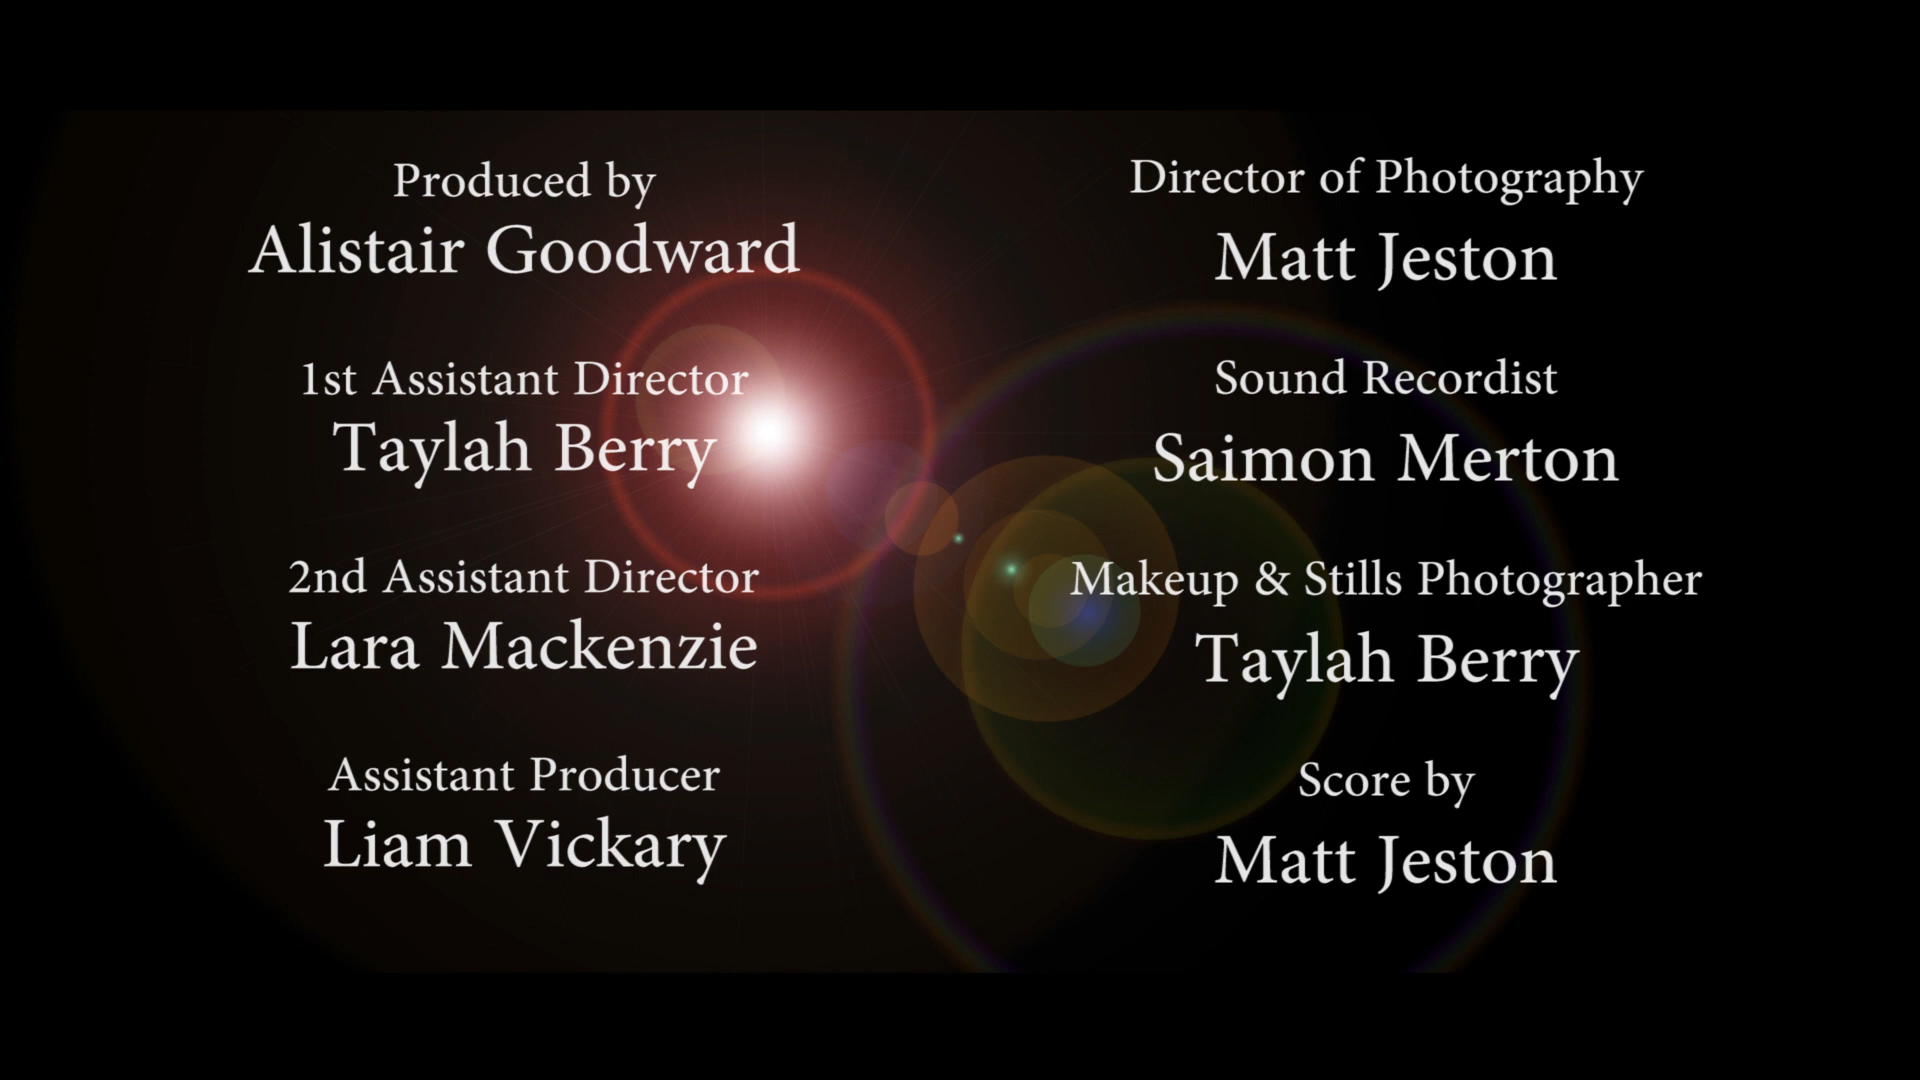 Produced by
Alistair Goodward
1st Assistant Director
Taylah Berry
2nd Assistant Director
Lara Mackenzie
Assistant Producer
Liam Vickary
Director of Photography
Matt Jeston
Sound Recordist
Saimon Merton
Makeup & Stills Photographer
Taylah Berry
Score by
Matt Jeston